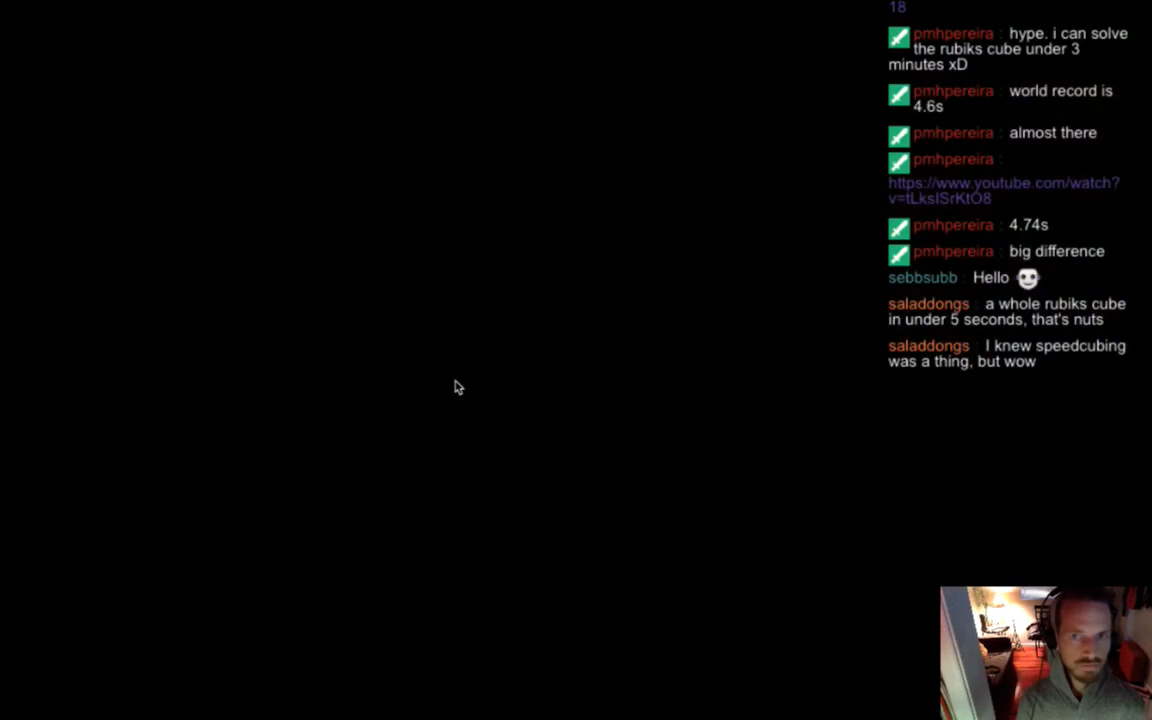 18
pmhpereira : hype. i can solve
the rubiks cube under 3
minutes xD
pmhpereira : world record is
4.6s
pmhpereira : almost there
pmhpereira :
https://www.youtube.com/watch?
v=tLksISrKtO8
pmhpereira : 4.74s
pmhpereira : big difference
sebbsubb : Hello
saladdongs : a whole rubiks cube
in under 5 seconds, that's nuts
saladdongs : I knew speedcubing
was a thing, but wow